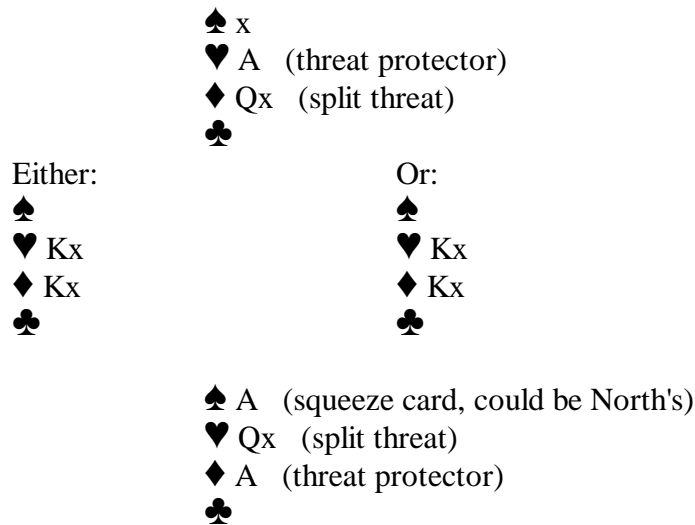 ♠ x
♥ A (threat protector)
♦ Qx (split threat)
♣
Either: Or:
♠ ♠
♥ Kx ♥ Kx
♦ Kx ♦ Kx
♣ ♣
♠ A (squeeze card, could be North's)
♥ Qx (split threat)
♦ A (threat protector)
♣